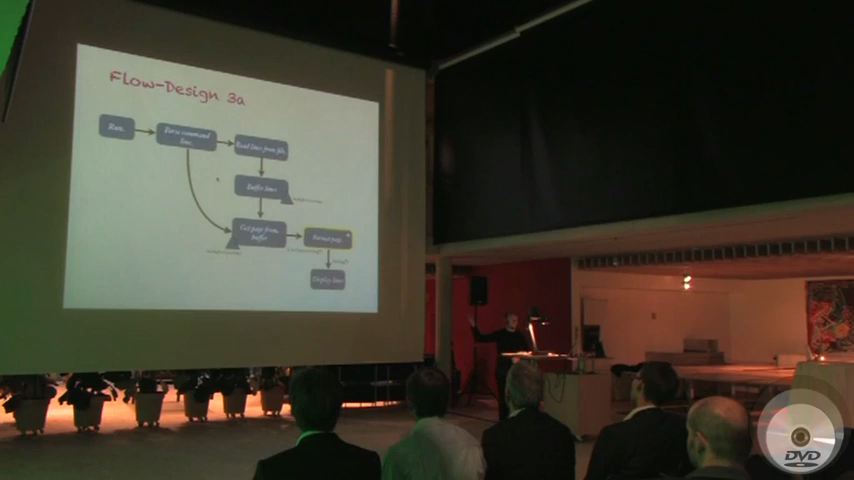 Flow-Design 3a
Run
Parse command
line
Read lines from file
Buffer lines
Get page from
buffer
Format page
Display lines
DVD